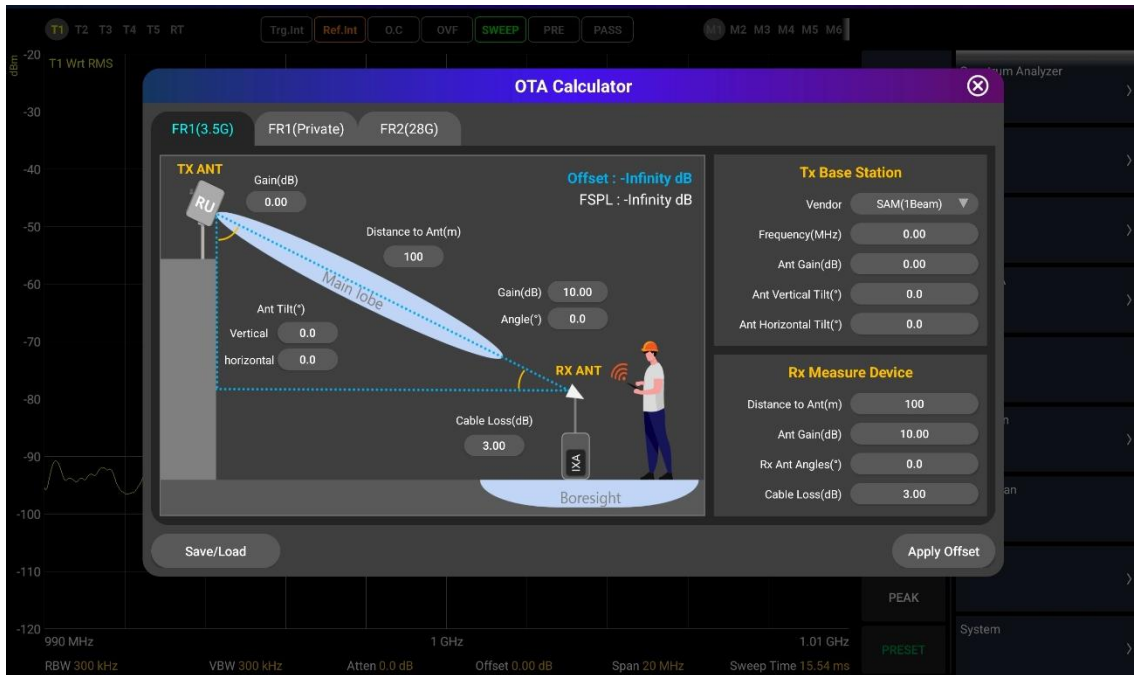 T1 T2 T3 T4 T5 RT Trg.Int Ref.Int O.C OVF SWEEP PRE PASS M1 M2 M3 M4 M5 M6
dBm -20
T1 Wrt RMS
Analyzer
OTA Calculator
-30
-40
-50
-60
-70
-80
-90
-100
-110
-120
FR1(3.5G) FR1(Private) FR2(28G)
TX ANT
RU
Gain(dB)
0.00
Offset : -Infinity dB
FSPL : -Infinity dB
Distance to Ant(m)
100
Main lobe
Gain(dB) 10.00
Angle(°) 0.0
Ant Tilt(°)
Vertical 0.0
horizontal 0.0
RX ANT
Cable Loss(dB)
3.00
IXA
Boresight
Tx Base Station
Vendor SAM(1Beam)
Frequency(MHz) 0.00
Ant Gain(dB) 0.00
Ant Vertical Tilt(°) 0.0
Ant Horizontal Tilt(°) 0.0
Rx Measure Device
Distance to Ant(m) 100
Ant Gain(dB) 10.00
Rx Ant Angles(°) 0.0
Cable Loss(dB) 3.00
Save/Load
Apply Offset
PEAK
System
PRESET
990 MHz 1 GHz 1.01 GHz
RBW 300 kHz VBW 300 kHz Atten 0.0 dB Offset 0.00 dB Span 20 MHz Sweep Time 15.54 ms